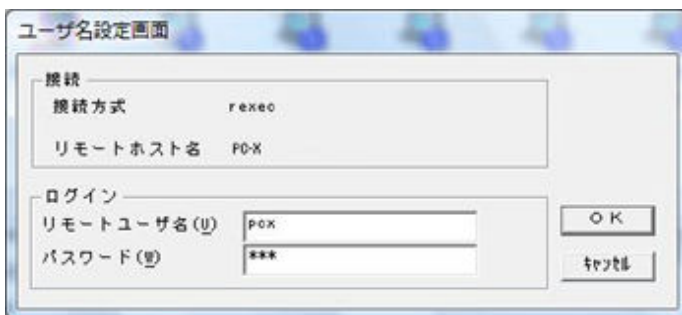 ユーザ名設定画面
接続
接続方式 rexec
リモートホスト名 PC-X
ログイン
リモートユーザ名(U) pcx
パスワード(W) ***
ＯＫ
ｷｬﾝｾﾙ